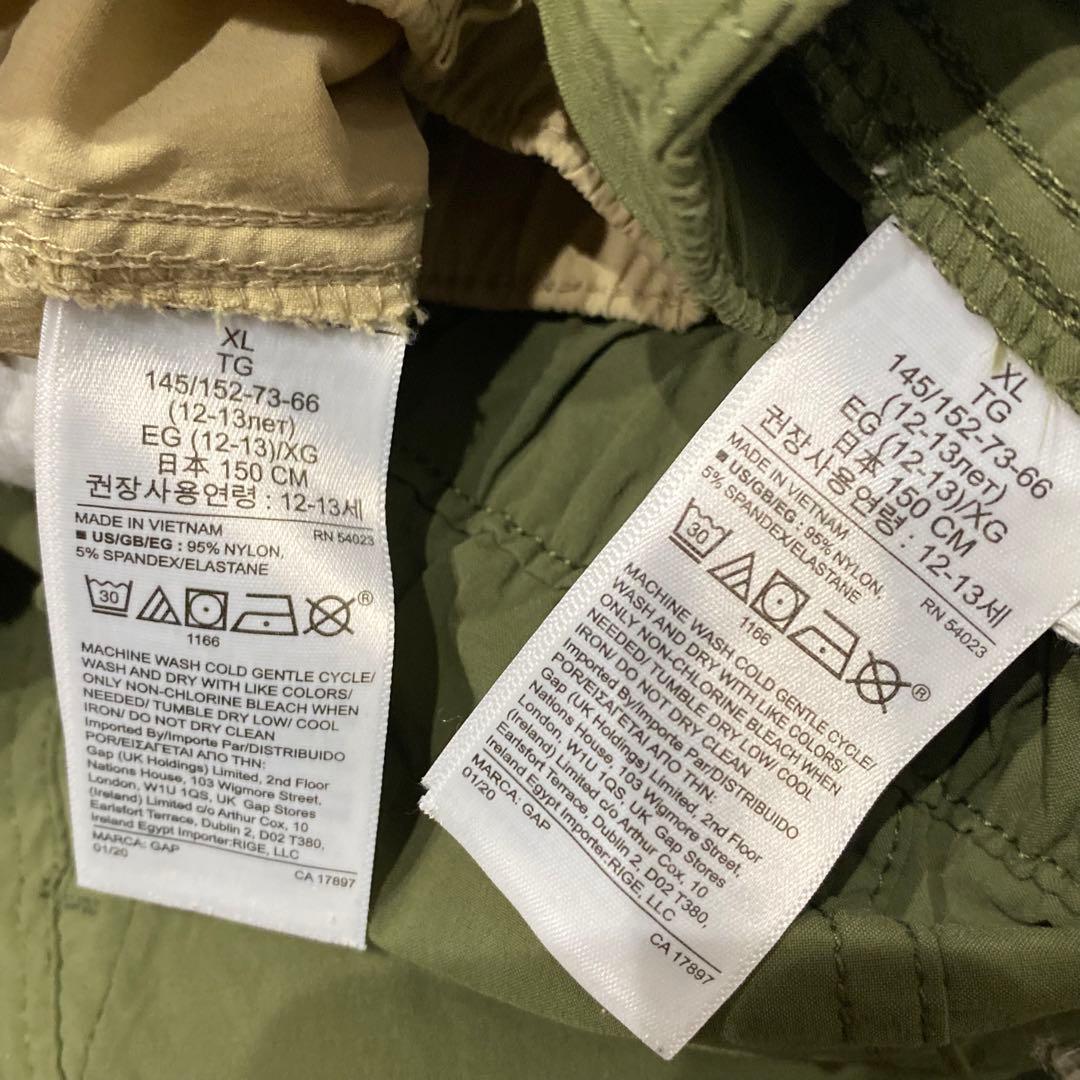 XL
TG
145/152-73-66
(12-13лет)
EG (12-13)/XG
日本 150 CM
권장사용연령 : 12-13세
MADE IN VIETNAM
RN 54023
■ US/GB/EG : 95% NYLON,
5% SPANDEX/ELASTANE
30
®
1166
MACHINE WASH COLD GENTLE CYCLE/
WASH AND DRY WITH LIKE COLORS/
ONLY NON-CHLORINE BLEACH WHEN
NEEDED/ TUMBLE DRY LOW/ COOL
IRON/ DO NOT DRY CLEAN
Imported By/Importe Par/DISTRIBUIDO
POR/ΕΙΣΑΓΕΤΑΙ ΑΠΟ ΤΗΝ:
Gap (UK Holdings) Limited, 2nd Floor
Nations House, 103 Wigmore Street,
London, W1U 1QS, UK Gap Stores
(Ireland) Limited c/o Arthur Cox, 10
Earlsfort Terrace, Dublin 2, D02 T380,
Ireland Egypt Importer:RIGE, LLC
MARCA: GAP
01/20
CA 17897
XL
TG
145/152-73-66
(12-13лет)
EG (12-13)/XG
日本 150 CM
권장사용연령 : 12-13세
MADE IN VIETNAM
RN 54023
■ US/GB/EG : 95% NYLON,
5% SPANDEX/ELASTANE
30
®
1166
MACHINE WASH COLD GENTLE CYCLE/
WASH AND DRY WITH LIKE COLORS/
ONLY NON-CHLORINE BLEACH WHEN
NEEDED/ TUMBLE DRY LOW/ COOL
IRON/ DO NOT DRY CLEAN
Imported By/Importe Par/DISTRIBUIDO
POR/ΕΙΣΑΓΕΤΑΙ ΑΠΟ ΤΗΝ:
Gap (UK Holdings) Limited, 2nd Floor
Nations House, 103 Wigmore Street,
London, W1U 1QS, UK Gap Stores
(Ireland) Limited c/o Arthur Cox, 10
Earlsfort Terrace, Dublin 2, D02 T380,
Ireland Egypt Importer:RIGE, LLC
MARCA: GAP
01/20
CA 17897